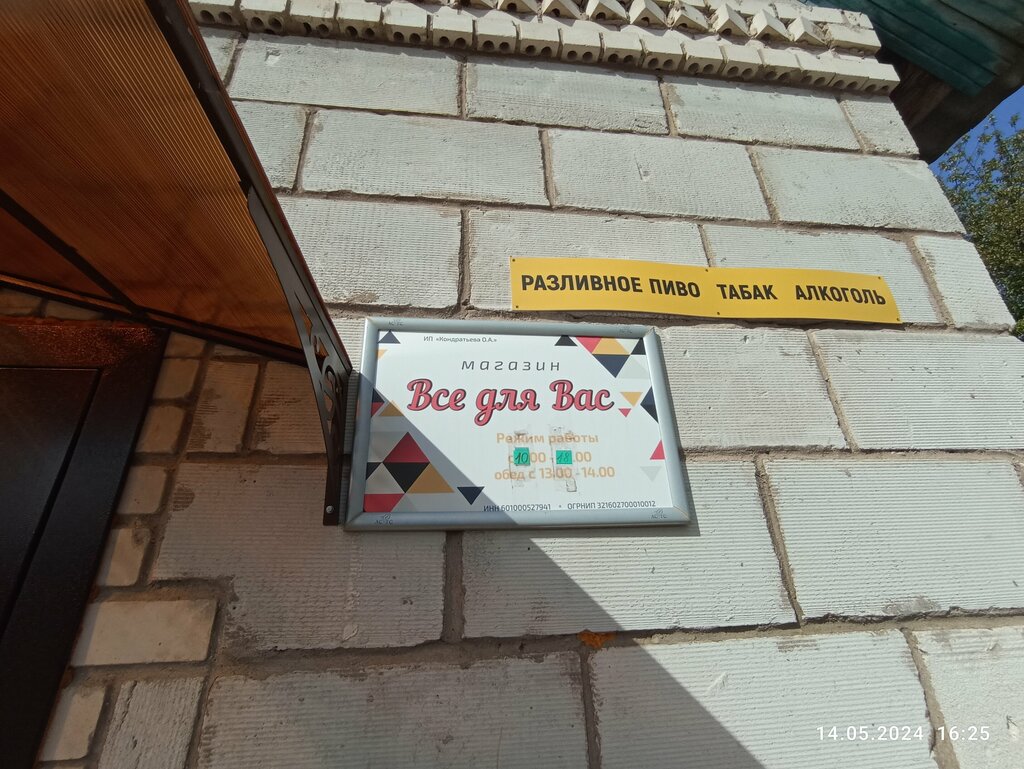 РАЗЛИВНОЕ ПИВО ТАБАК АЛКОГОЛЬ
ИП «Кондратьева О.А.»
магазин
Все для Вас
Режим работы
с 10.00 - 18.00
обед с 13.00 - 14.00
ИНН 601000527941 • ОГРНИП 321602700010012
14.05.2024 16:25